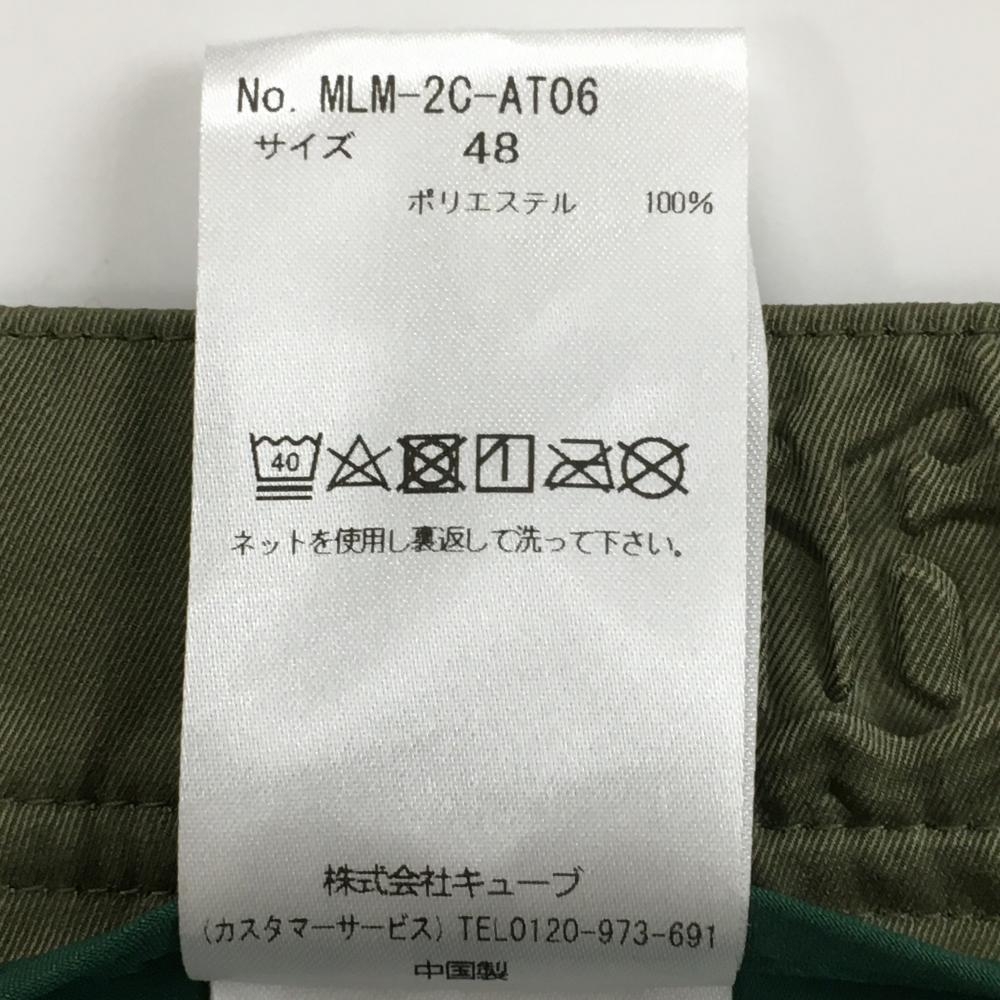 No. MLM-2C-AT06
サイズ 48
ポリエステル 100%
40
ネットを使用し裏返して洗って下さい。
株式会社キューブ
(カスタマーサービス) TEL0120-973-691
中国製